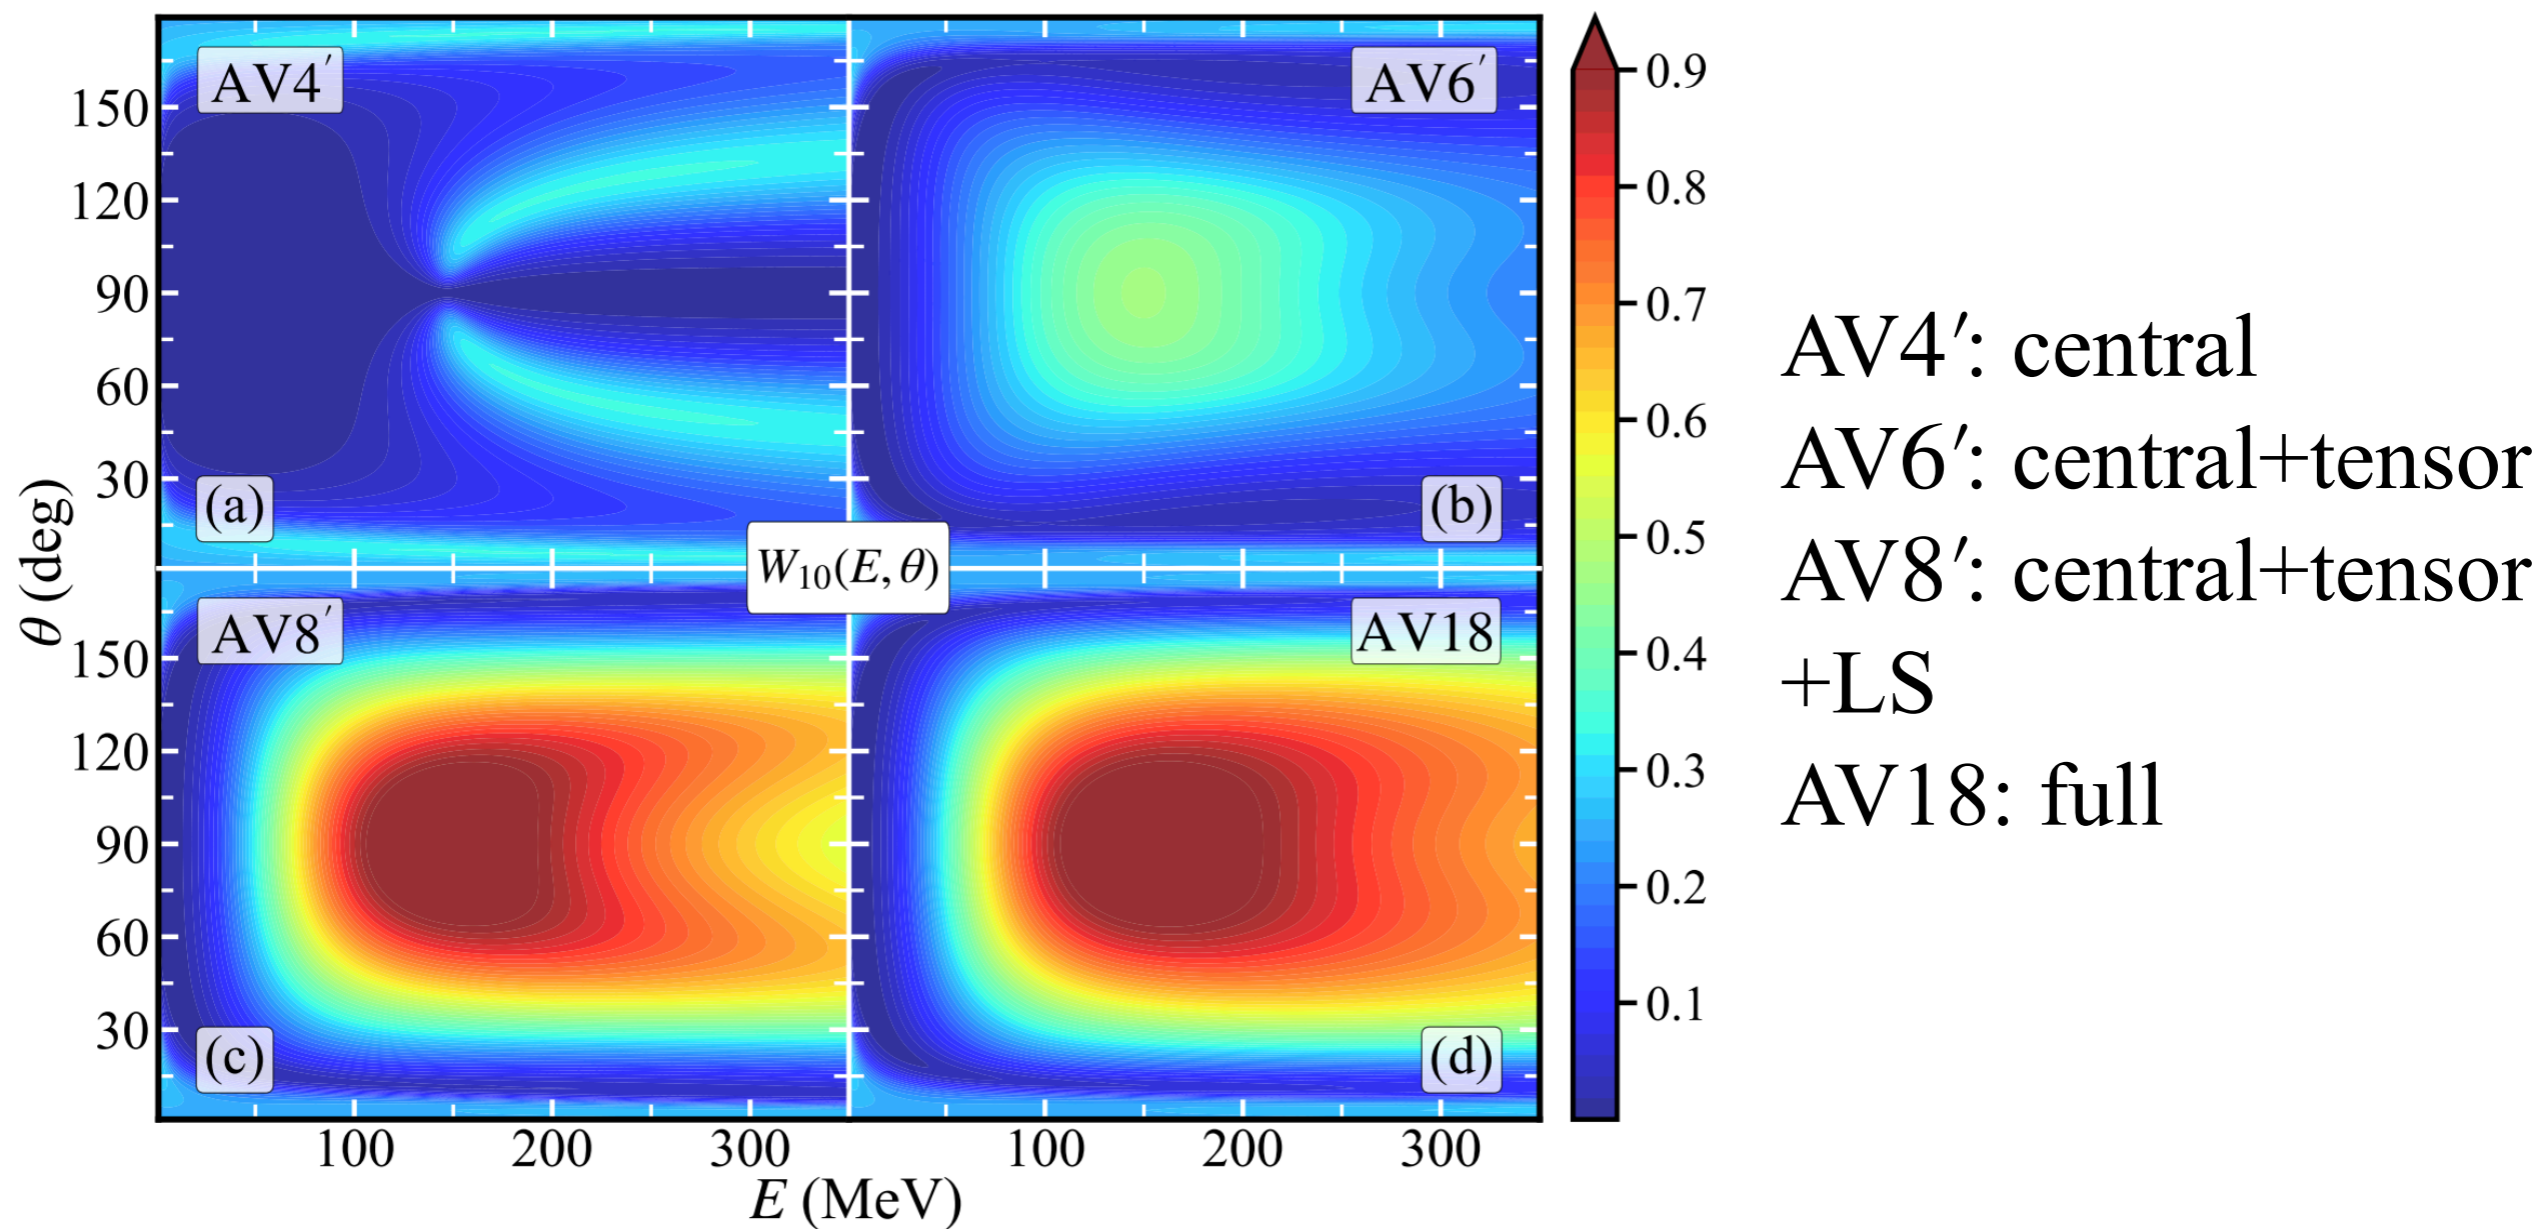 AV4′
AV6′
150
120
90
60
30
(a)
(b)
W₁₀(E, θ)
θ (deg)
AV8′
AV18
150
120
90
60
30
(c)
(d)
100
200
300
100
200
300
E (MeV)
0.9
0.8
0.7
0.6
0.5
0.4
0.3
0.2
0.1
AV4′: central
AV6′: central+tensor
AV8′: central+tensor
+LS
AV18: full